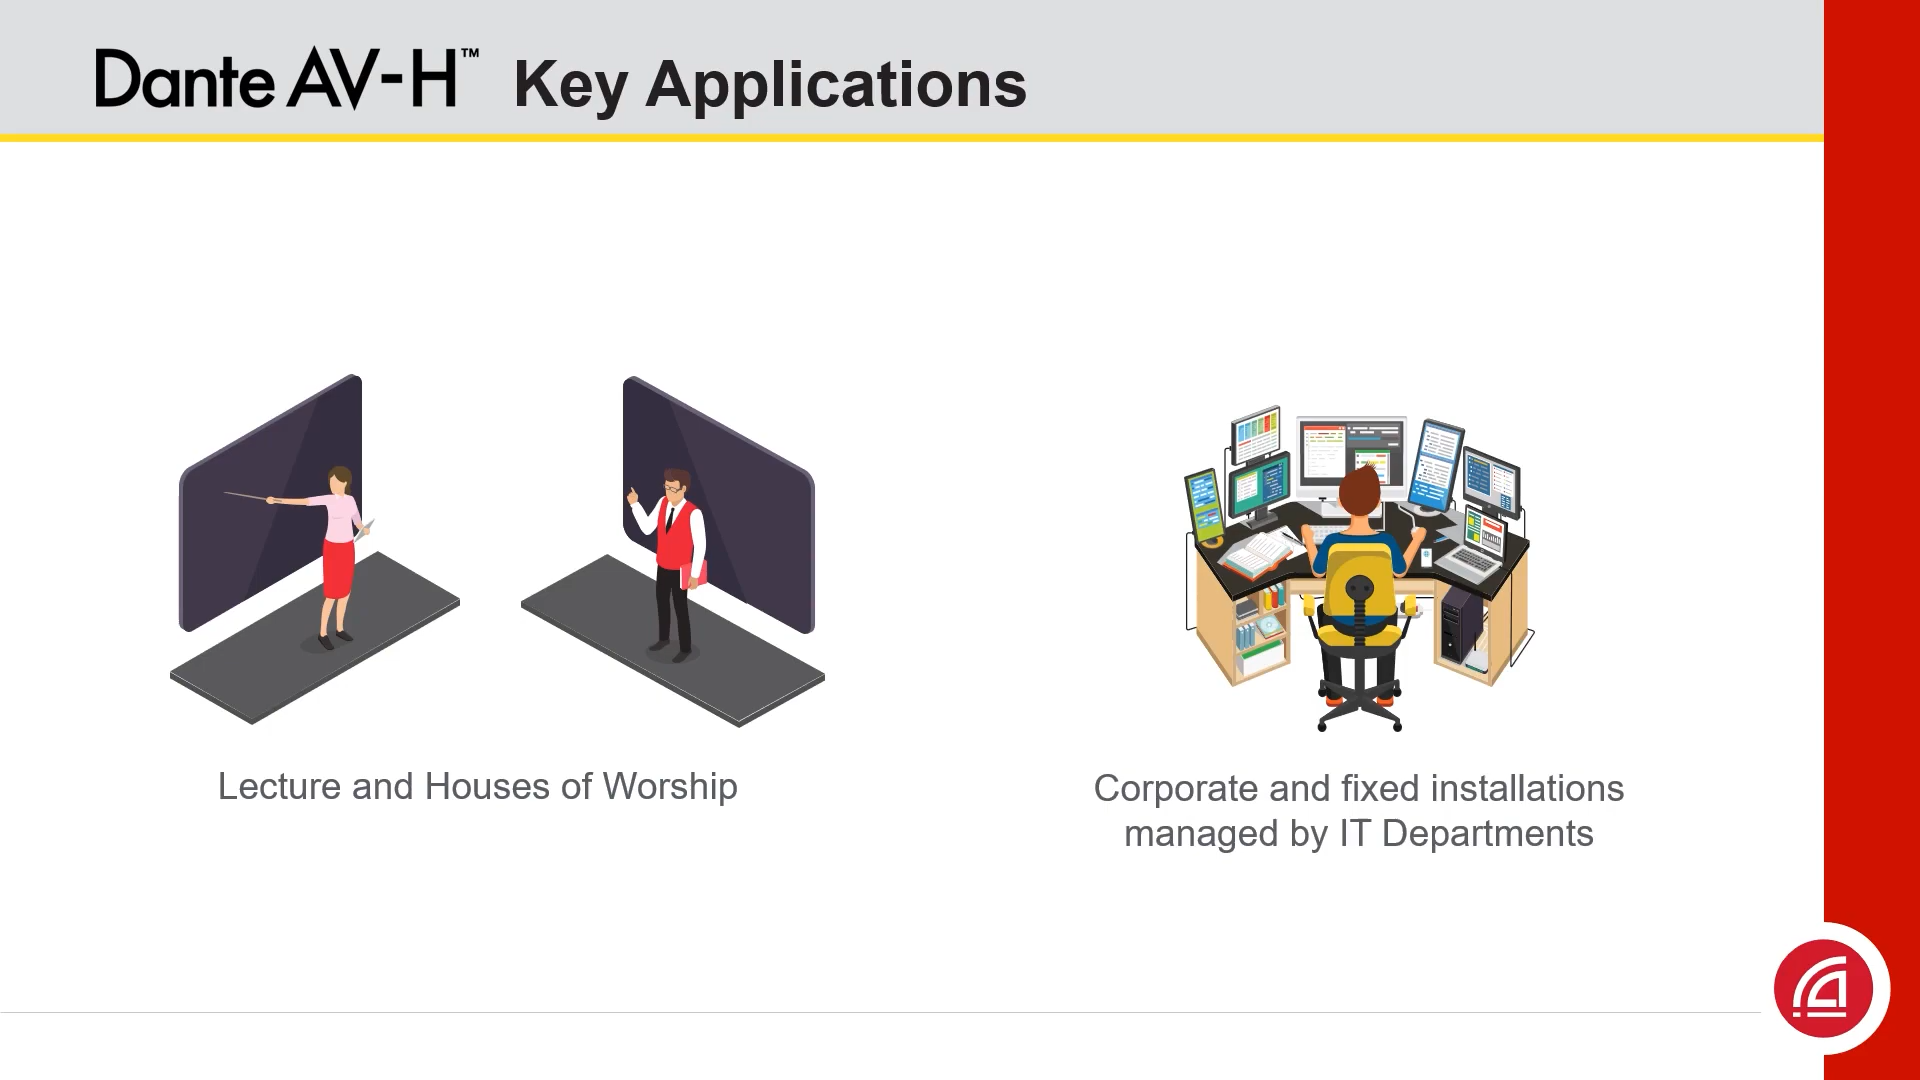 Dante AV-H™ Key Applications
Lecture and Houses of Worship
Corporate and fixed installations
managed by IT Departments